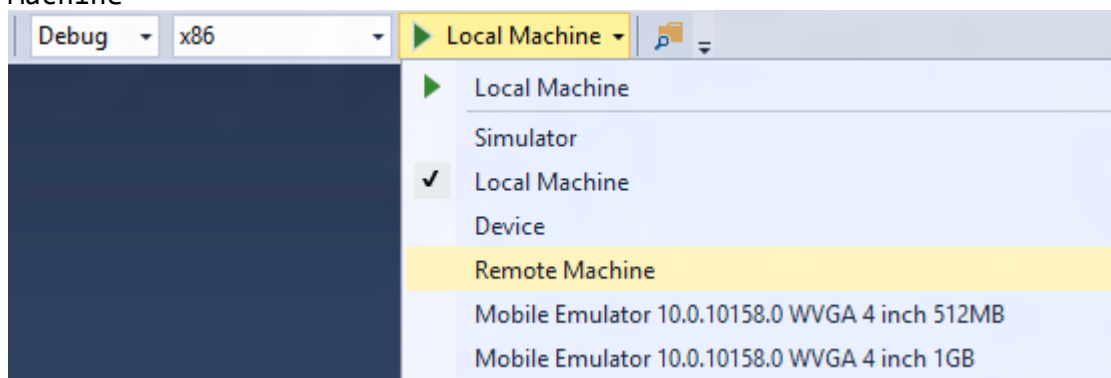 Machine
Debug x86 Local Machine
Local Machine
Simulator
Local Machine
Device
Remote Machine
Mobile Emulator 10.0.10158.0 WVGA 4 inch 512MB
Mobile Emulator 10.0.10158.0 WVGA 4 inch 1GB